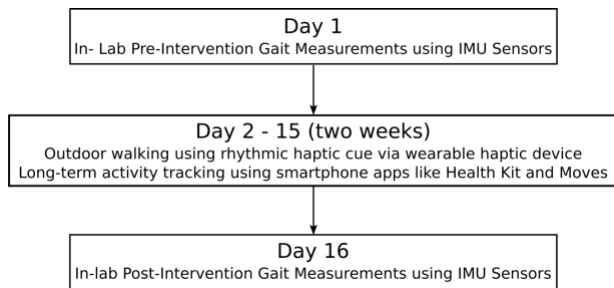 Day 1
In- Lab Pre-Intervention Gait Measurements using IMU Sensors
Day 2 - 15 (two weeks)
Outdoor walking using rhythmic haptic cue via wearable haptic device
Long-term activity tracking using smartphone apps like Health Kit and Moves
Day 16
In-lab Post-Intervention Gait Measurements using IMU Sensors